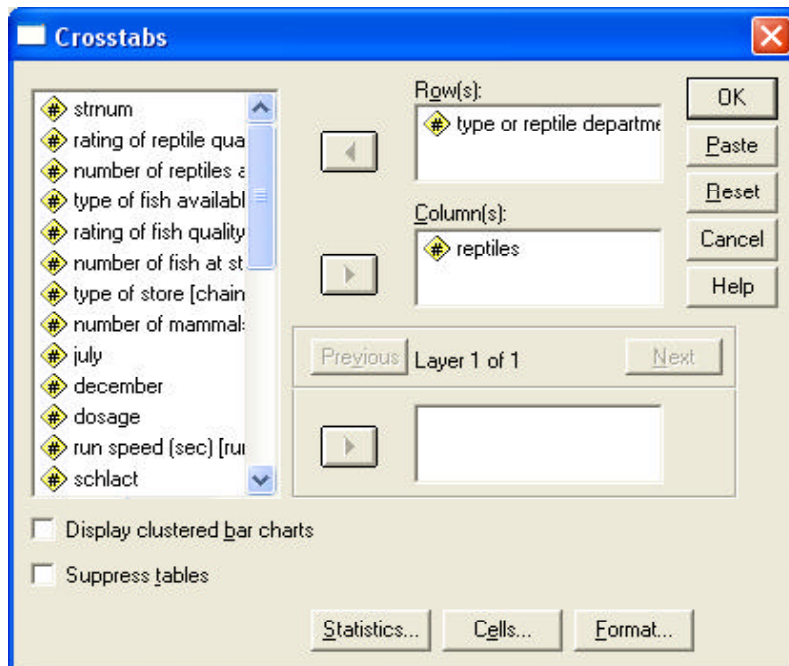 Crosstabs
strnum
rating of reptile qua
number of reptiles a
type of fish availabl
rating of fish quality
number of fish at st
type of store [chain
number of mammal
july
december
dosage
run speed (sec) [ru
schlact
Row(s):
type or reptile departme
Column(s):
reptiles
Previous
Layer 1 of 1
Next
OK
Paste
Reset
Cancel
Help
Display clustered bar charts
Suppress tables
Statistics...
Cells...
Format...